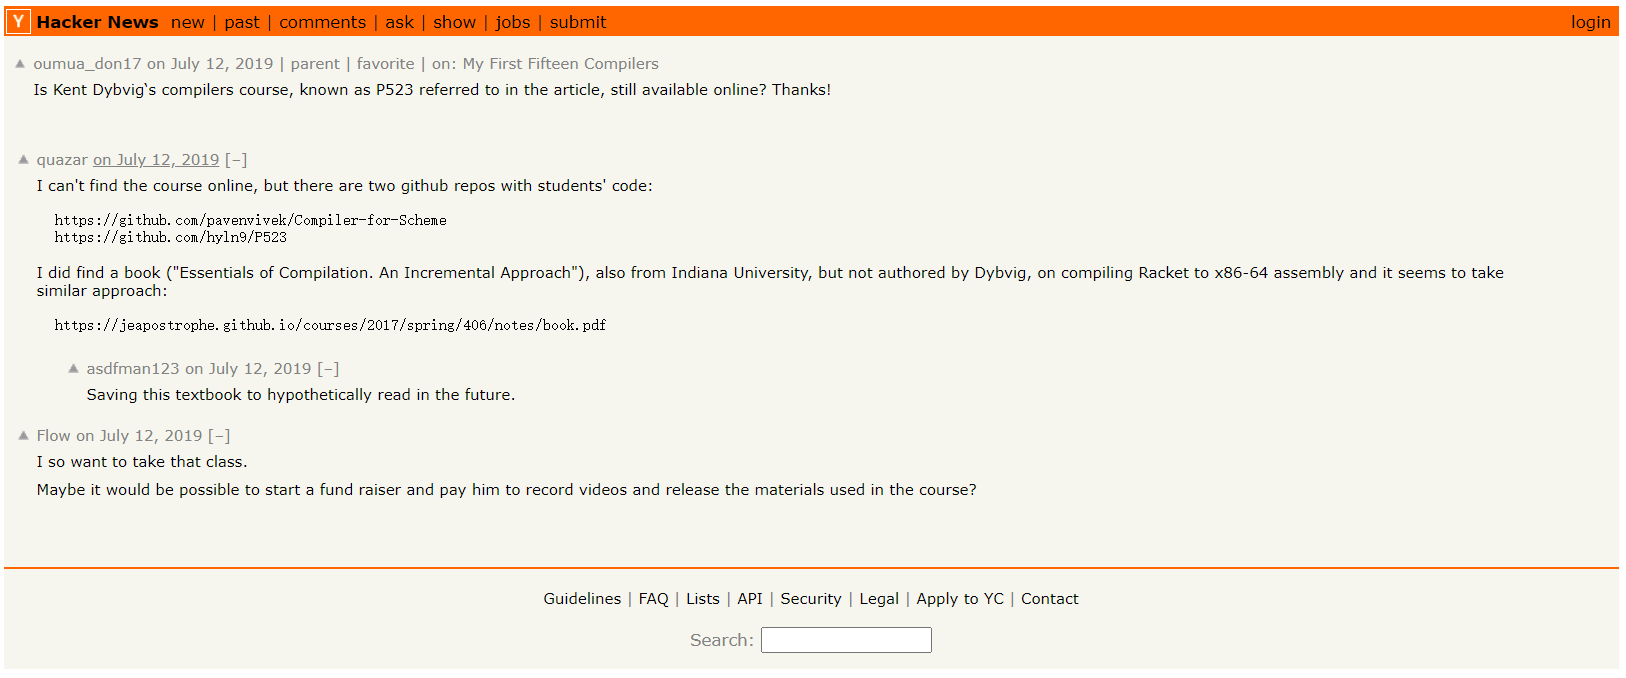 Y Hacker News new | past | comments | ask | show | jobs | submit login
▲ oumua_don17 on July 12, 2019 | parent | favorite | on: My First Fifteen Compilers
Is Kent Dybvig`s compilers course, known as P523 referred to in the article, still available online? Thanks!
▲ quazar on July 12, 2019 [–]
I can't find the course online, but there are two github repos with students' code:
https://github.com/pavenvivek/Compiler-for-Scheme
https://github.com/hyln9/P523
I did find a book ("Essentials of Compilation. An Incremental Approach"), also from Indiana University, but not authored by Dybvig, on compiling Racket to x86-64 assembly and it seems to take
similar approach:
https://jeapostrophe.github.io/courses/2017/spring/406/notes/book.pdf
▲ asdfman123 on July 12, 2019 [–]
Saving this textbook to hypothetically read in the future.
▲ Flow on July 12, 2019 [–]
I so want to take that class.
Maybe it would be possible to start a fund raiser and pay him to record videos and release the materials used in the course?
Guidelines | FAQ | Lists | API | Security | Legal | Apply to YC | Contact
Search: